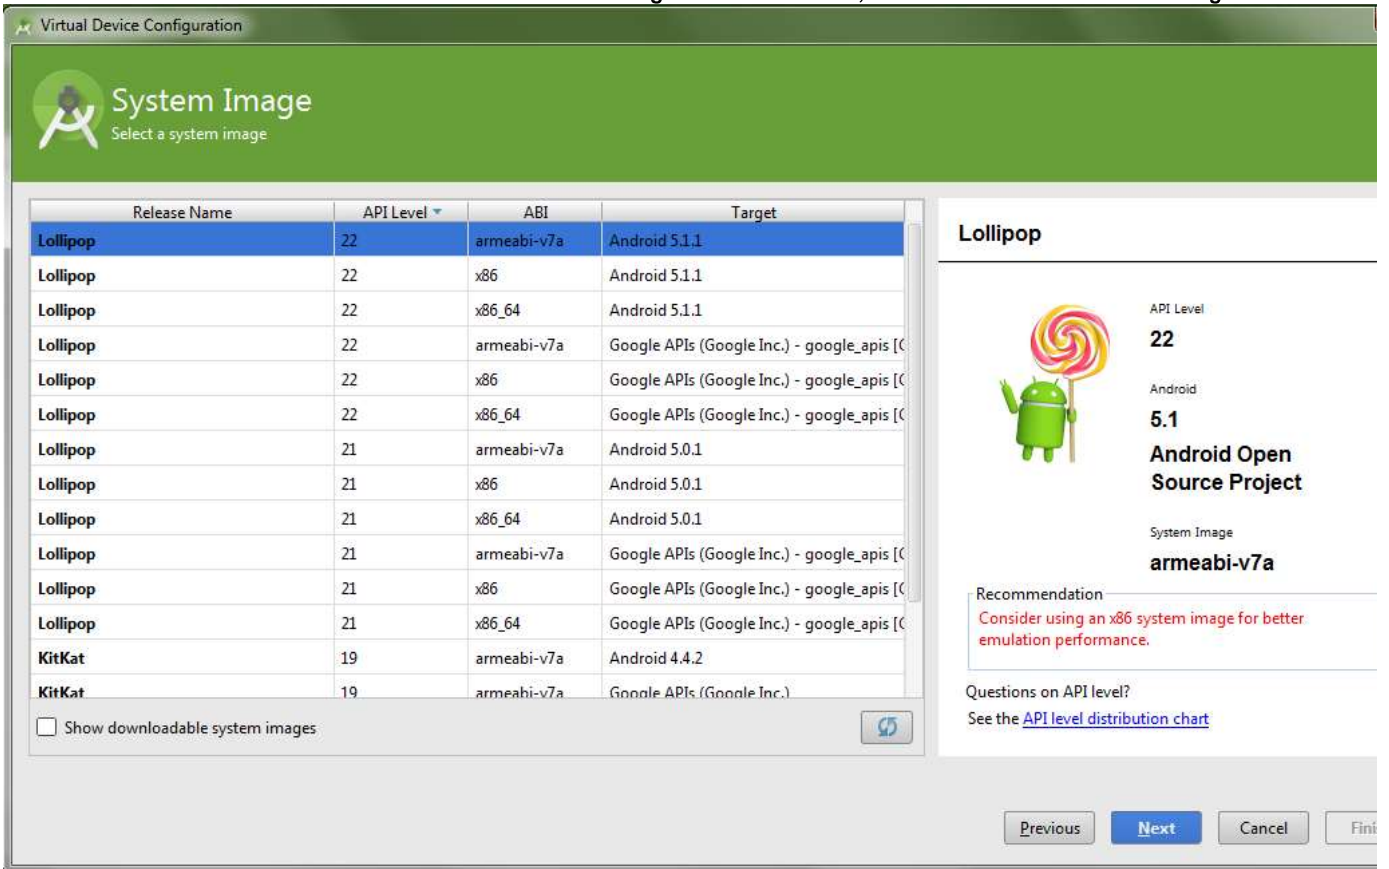 Virtual Device Configuration
System Image
Select a system image
Release Name API Level ABI Target
Lollipop 22 armeabi-v7a Android 5.1.1
Lollipop 22 x86 Android 5.1.1
Lollipop 22 x86_64 Android 5.1.1
Lollipop 22 armeabi-v7a Google APIs (Google Inc.) - google_apis [
Lollipop 22 x86 Google APIs (Google Inc.) - google_apis [
Lollipop 22 x86_64 Google APIs (Google Inc.) - google_apis [
Lollipop 21 armeabi-v7a Android 5.0.1
Lollipop 21 x86 Android 5.0.1
Lollipop 21 x86_64 Android 5.0.1
Lollipop 21 armeabi-v7a Google APIs (Google Inc.) - google_apis [
Lollipop 21 x86 Google APIs (Google Inc.) - google_apis [
Lollipop 21 x86_64 Google APIs (Google Inc.) - google_apis [
KitKat 19 armeabi-v7a Android 4.4.2
KitKat 19 armeabi-v7a Google APIs (Google Inc.)
Show downloadable system images
Lollipop
API Level
22
Android
5.1
Android Open
Source Project
System Image
armeabi-v7a
Recommendation
Consider using an x86 system image for better
emulation performance.
Questions on API level?
See the API level distribution chart
Previous Next Cancel